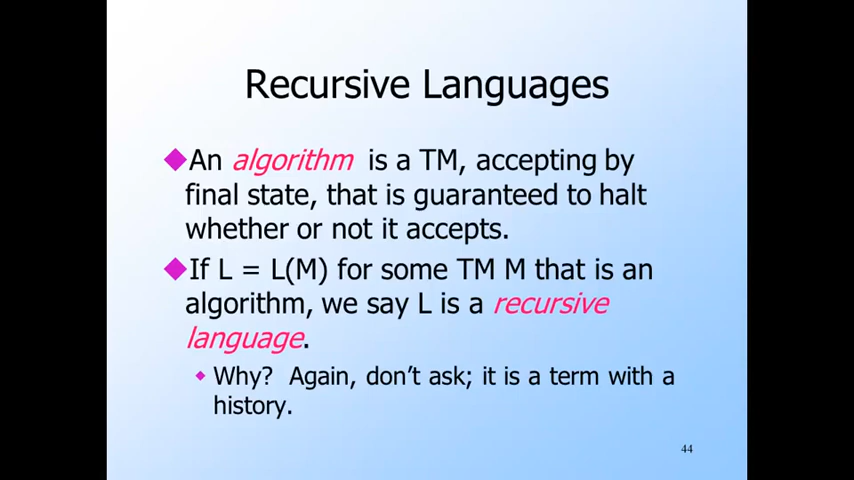 Recursive Languages
An algorithm is a TM, accepting by
final state, that is guaranteed to halt
whether or not it accepts.
If L = L(M) for some TM M that is an
algorithm, we say L is a recursive
language.
Why? Again, don't ask; it is a term with a
history.
44